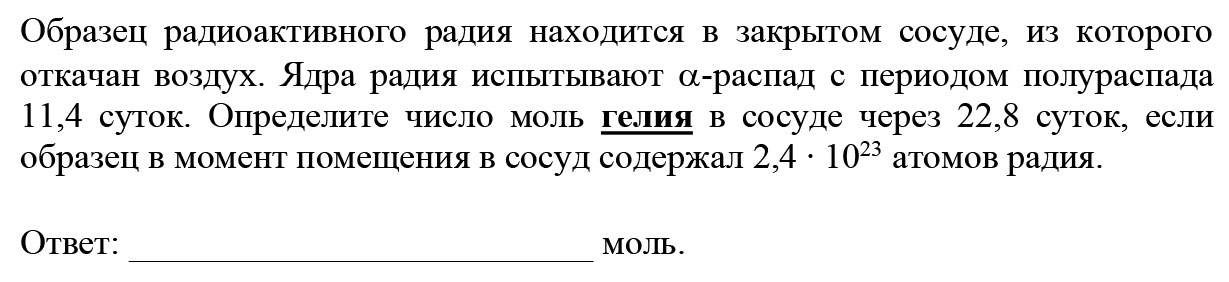 Образец радиоактивного радия находится в закрытом сосуде, из которого
откачан воздух. Ядра радия испытывают α-распад с периодом полураспада
11,4 суток. Определите число моль гелия в сосуде через 22,8 суток, если
образец в момент помещения в сосуд содержал 2,4 · 10²³ атомов радия.
Ответ: ____________________________ моль.